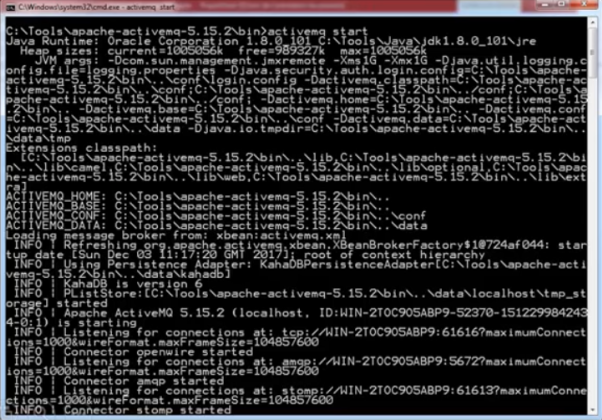 C:\Windows\system32\cmd.exe - activemq start
C:\Tools\apache-activemq-5.15.2\bin>activemq start
Java Runtime: Oracle Corporation 1.8.0_101 C:\Tools\Java\jdk1.8.0_101\jre
Heap sizes: current=1005056k free=989327k max=1005056k
JVM args: -Dcom.sun.management.jmxremote -Xms1G -Xmx1G -Djava.util.logging.c
onfig.file=logging.properties -Djava.security.auth.login.config=C:\Tools\apache-
activemq-5.15.2\bin\..\conf\login.config -Dactivemq.classpath=C:\Tools\apache-ac
tivemq-5.15.2\bin\..\conf;C:\Tools\apache-activemq-5.15.2\bin\../conf;C:\Tools\a
pache-activemq-5.15.2\bin\../conf; -Dactivemq.home=C:\Tools\apache-activemq-5.15
.2\bin\.. -Dactivemq.base=C:\Tools\apache-activemq-5.15.2\bin\.. -Dactivemq.conf
=C:\Tools\apache-activemq-5.15.2\bin\..\conf -Dactivemq.data=C:\Tools\apache-act
ivemq-5.15.2\bin\..\data -Djava.io.tmpdir=C:\Tools\apache-activemq-5.15.2\bin\..
\data\tmp
Extensions classpath:
[C:\Tools\apache-activemq-5.15.2\bin\..\lib,C:\Tools\apache-activemq-5.15.2\bi
n\..\lib\camel,C:\Tools\apache-activemq-5.15.2\bin\..\lib\optional,C:\Tools\apac
he-activemq-5.15.2\bin\..\lib\web,C:\Tools\apache-activemq-5.15.2\bin\..\lib\ext
ra]
ACTIVEMQ_HOME: C:\Tools\apache-activemq-5.15.2\bin\..
ACTIVEMQ_BASE: C:\Tools\apache-activemq-5.15.2\bin\..
ACTIVEMQ_CONF: C:\Tools\apache-activemq-5.15.2\bin\..\conf
ACTIVEMQ_DATA: C:\Tools\apache-activemq-5.15.2\bin\..\data
Loading message broker from: xbean:activemq.xml
INFO | Refreshing org.apache.activemq.xbean.XBeanBrokerFactory$1@724af044: star
tup date [Sun Dec 03 11:17:20 GMT 2017]; root of context hierarchy
INFO | Using Persistence Adapter: KahaDBPersistenceAdapter[C:\Tools\apache-acti
vemq-5.15.2\bin\..\data\kahadb]
INFO | KahaDB is version 6
INFO | PListStore:[C:\Tools\apache-activemq-5.15.2\bin\..\data\localhost\tmp_st
orage] started
INFO | Apache ActiveMQ 5.15.2 (localhost, ID:WIN-2TOC905ABP9-52370-151229984243
4-0:1) is starting
INFO | Listening for connections at: tcp://WIN-2TOC905ABP9:61616?maximumConnect
ions=1000&wireFormat.maxFrameSize=104857600
INFO | Connector openwire started
INFO | Listening for connections at: amqp://WIN-2TOC905ABP9:5672?maximumConnect
ions=1000&wireFormat.maxFrameSize=104857600
INFO | Connector amqp started
INFO | Listening for connections at: stomp://WIN-2TOC905ABP9:61613?maximumConne
ctions=1000&wireFormat.maxFrameSize=104857600
INFO | Connector stomp started